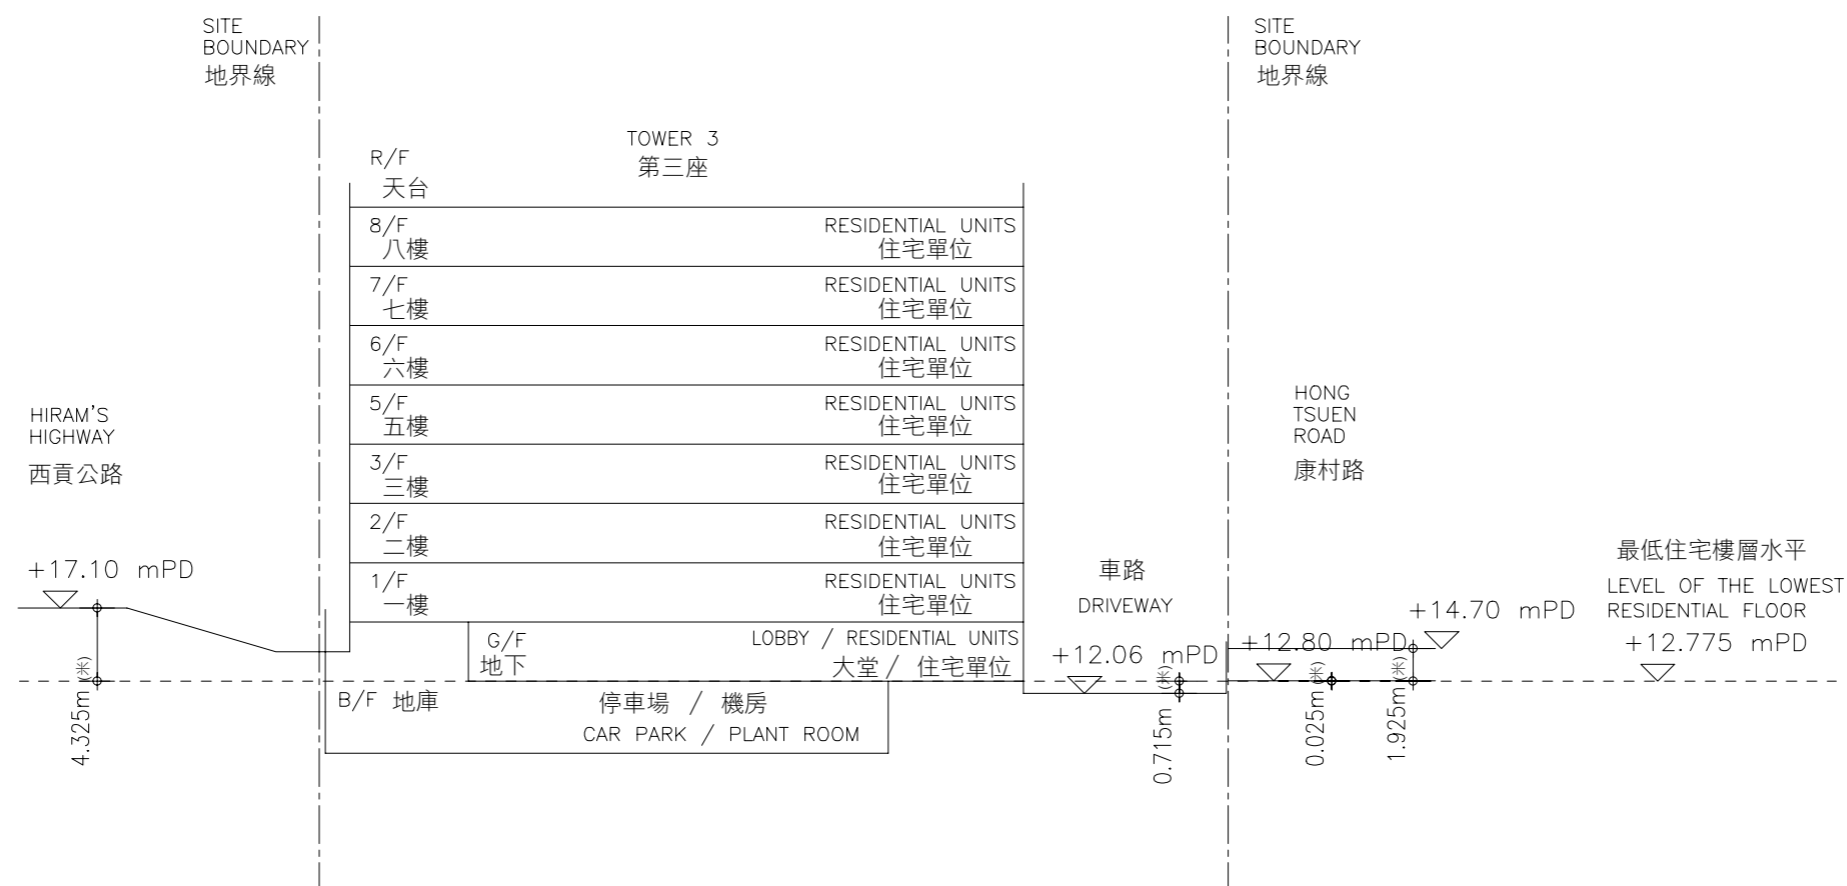 SITE
BOUNDARY
地界線
SITE
BOUNDARY
地界線
TOWER 3
第三座
R/F
天台
8/F
八樓
RESIDENTIAL UNITS
住宅單位
7/F
七樓
RESIDENTIAL UNITS
住宅單位
6/F
六樓
RESIDENTIAL UNITS
住宅單位
5/F
五樓
RESIDENTIAL UNITS
住宅單位
3/F
三樓
RESIDENTIAL UNITS
住宅單位
2/F
二樓
RESIDENTIAL UNITS
住宅單位
1/F
一樓
RESIDENTIAL UNITS
住宅單位
G/F
地下
LOBBY / RESIDENTIAL UNITS
大堂 / 住宅單位
B/F 地庫
停車場 / 機房
CAR PARK / PLANT ROOM
HIRAM'S
HIGHWAY
西貢公路
+17.10 mPD
4.325m (米)
車路
DRIVEWAY
+12.06 mPD
0.715m (米)
HONG
TSUEN
ROAD
康村路
+12.80 mPD
0.025m (米)
+14.70 mPD
1.925m (米)
最低住宅樓層水平
LEVEL OF THE LOWEST
RESIDENTIAL FLOOR
+12.775 mPD